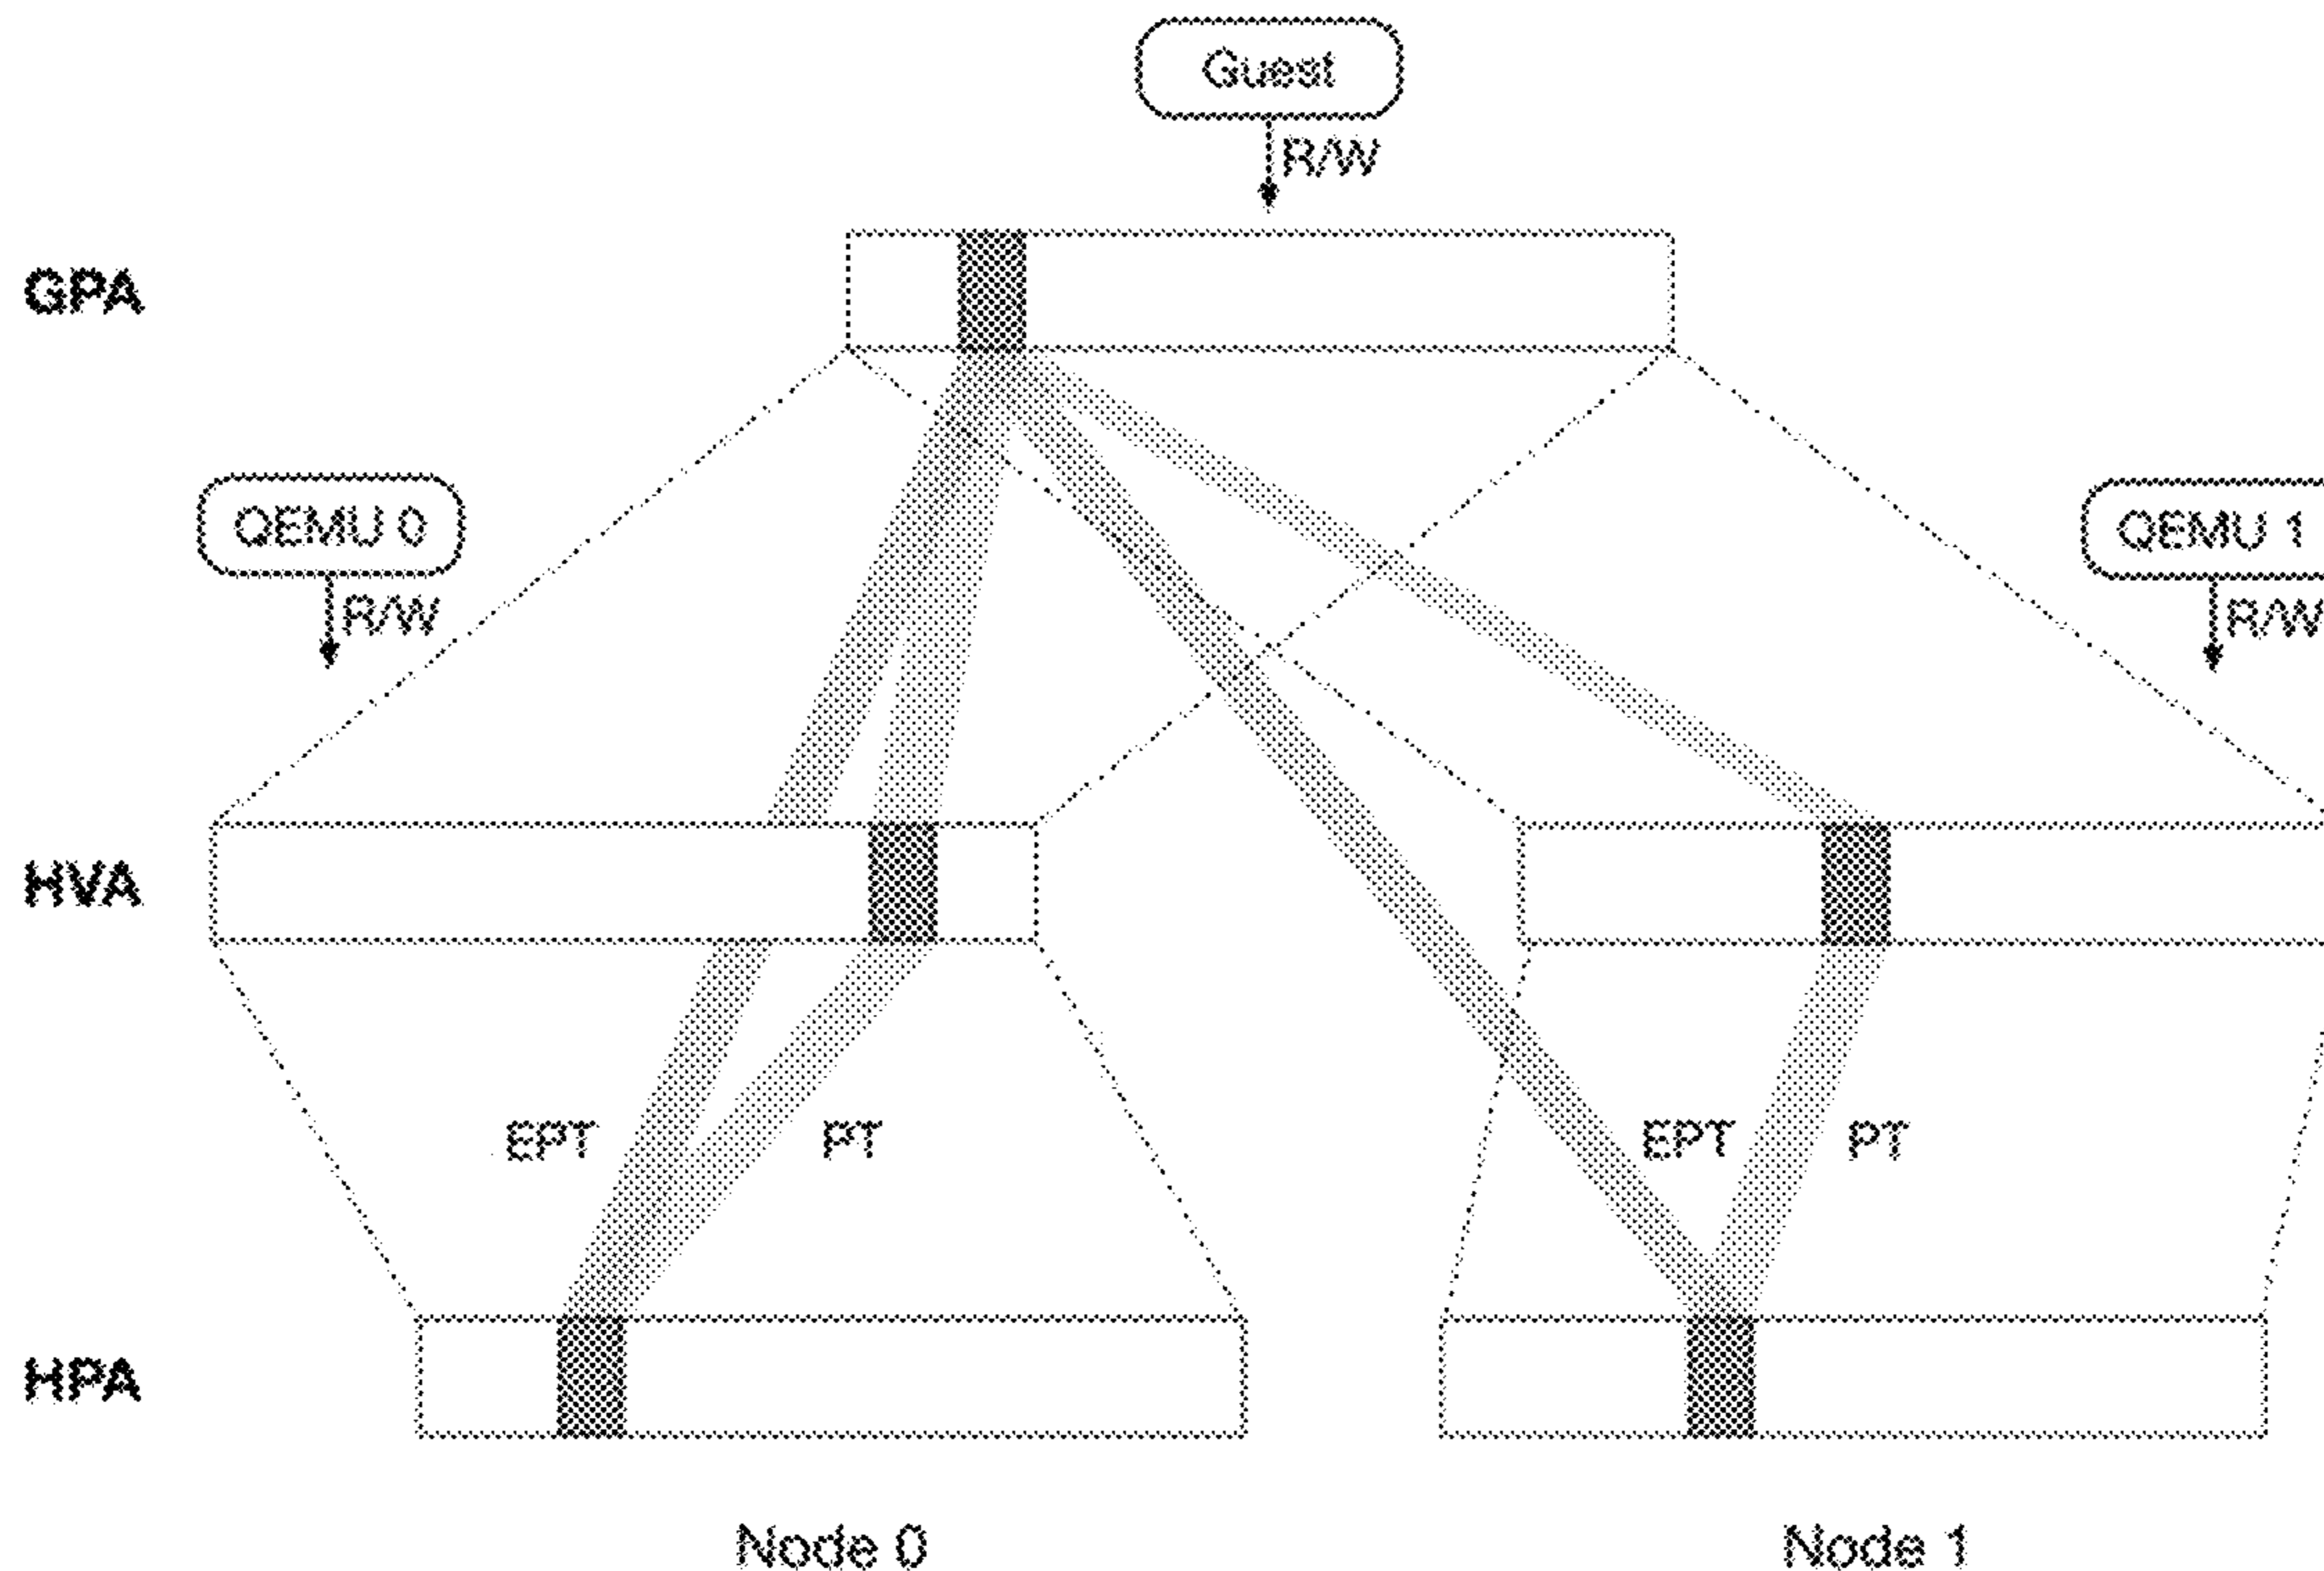 Guest
R/W
GPA
QEMU 0
QEMU 1
R/W
R/W
HVA
EPT
PT
EPT
PT
HPA
Node 0
Node 1